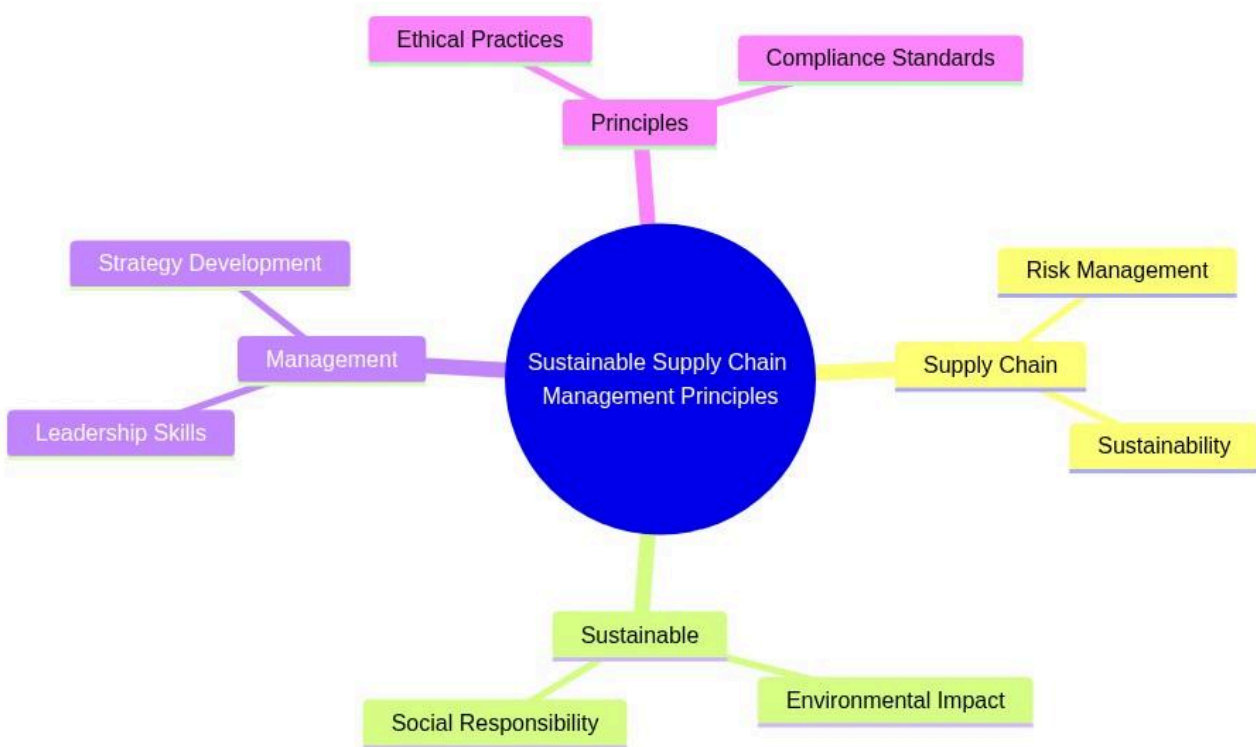 Ethical Practices
Compliance Standards
Principles
Strategy Development
Risk Management
Management
Sustainable Supply Chain
Management Principles
Supply Chain
Leadership Skills
Sustainability
Sustainable
Environmental Impact
Social Responsibility